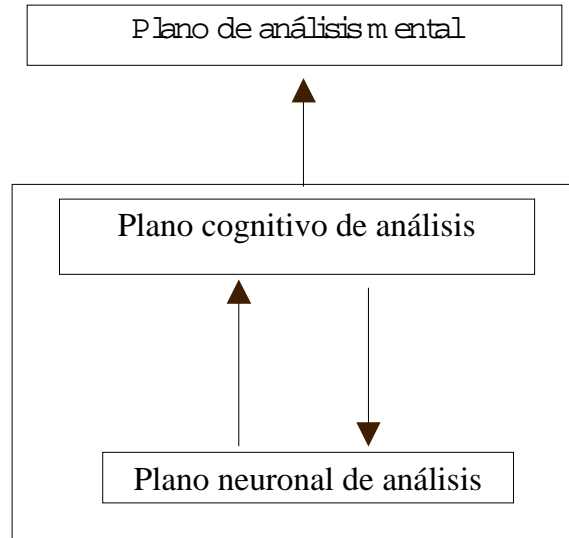 Plano de análisis mental
Plano cognitivo de análisis
Plano neuronal de análisis